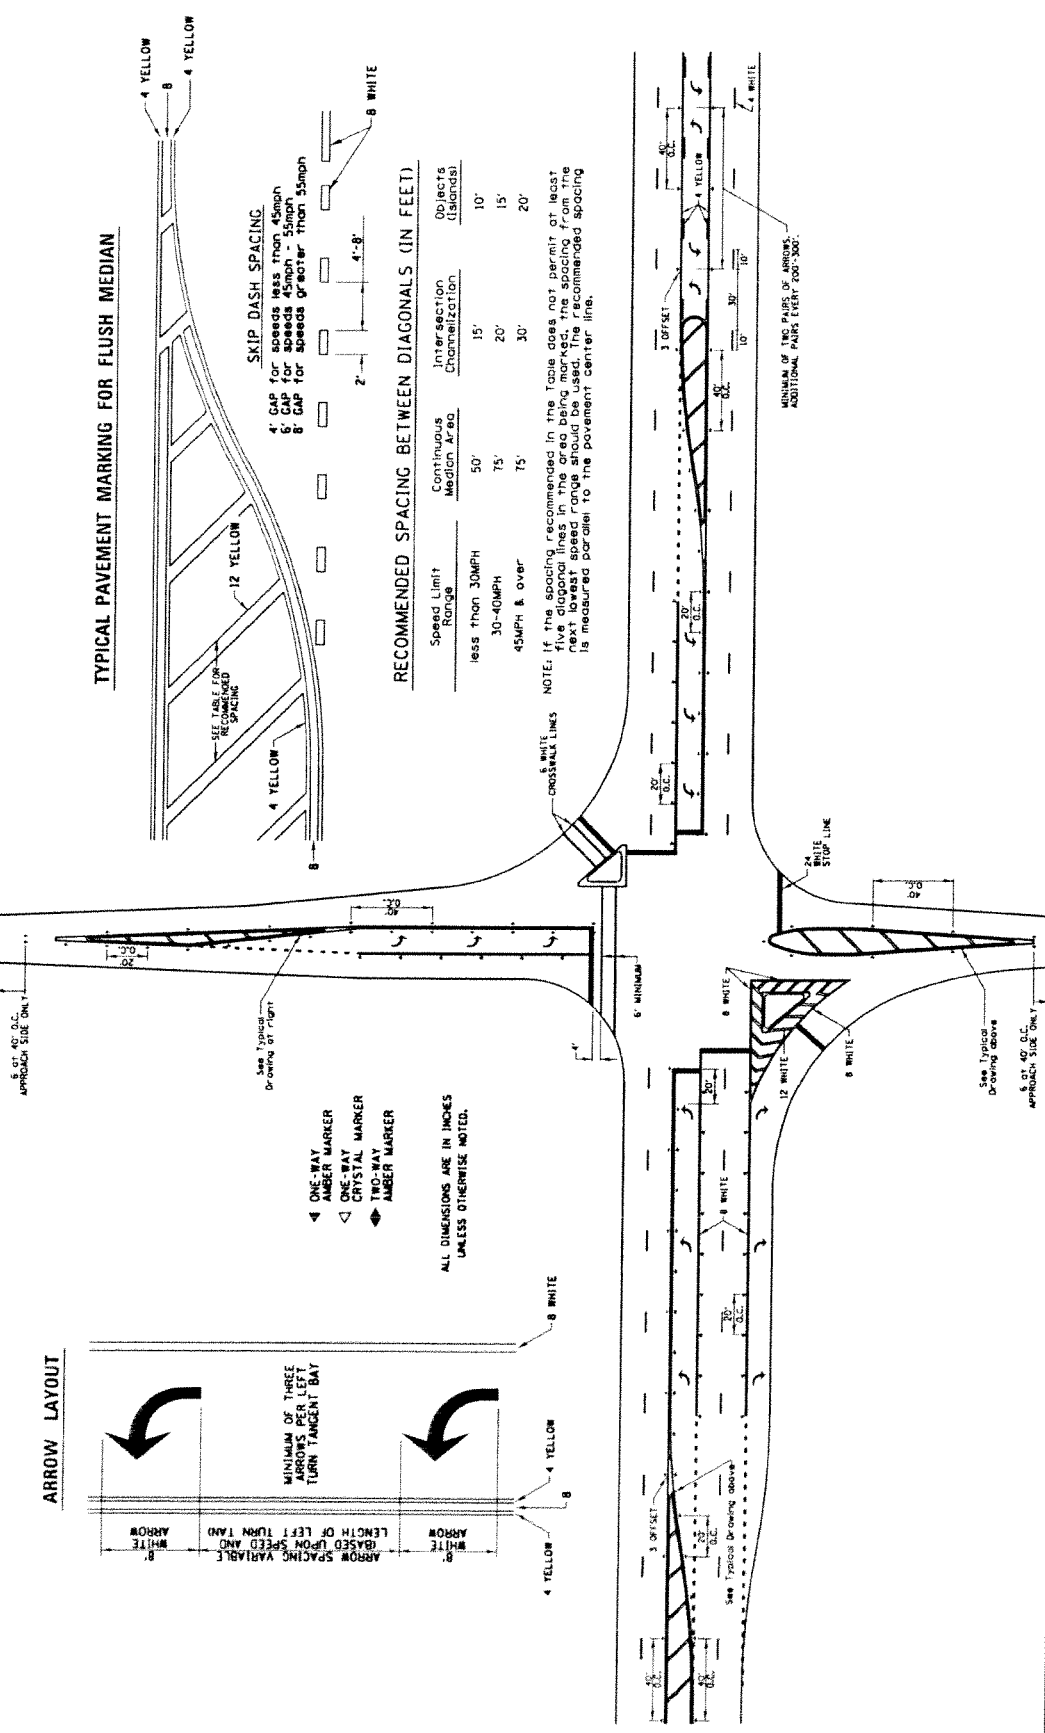 TYPICAL PAVEMENT MARKING FOR FLUSH MEDIAN
4 YELLOW
8
4 YELLOW
12 YELLOW
SEE TABLE FOR
RECOMMENDED
SPACING
4 YELLOW
8
SKIP DASH SPACING
4' GAP for speeds less than 45mph
6' GAP for speeds 45mph - 55mph
8' GAP for speeds greater than 55mph
2'
4'-8'
8 WHITE
RECOMMENDED SPACING BETWEEN DIAGONALS (IN FEET)
Speed Limit
Range
Continuous
Median Area
Intersection
Channelization
Objects
(Islands)
less than 30MPH 50' 15' 10'
30-40MPH 75' 20' 15'
45MPH & over 75' 30' 20'
NOTE: If the spacing recommended in the Table does not permit at least
five diagonal lines in the area being marked, the spacing from the
next lowest speed range should be used. The recommended spacing
is measured parallel to the pavement center line.
ARROW LAYOUT
8'
WHITE
ARROW
ARROW SPACING VARIABLE
(BASED UPON SPEED AND
LENGTH OF LEFT TURN TAN)
8'
WHITE
ARROW
MINIMUM OF THREE
ARROWS PER LEFT
TURN TANGENT BAY
4 YELLOW
8
4 YELLOW
8 WHITE
ONE-WAY
AMBER MARKER
ONE-WAY
CRYSTAL MARKER
TWO-WAY
AMBER MARKER
ALL DIMENSIONS ARE IN INCHES
UNLESS OTHERWISE NOTED.
6 at 40' O.C.
APPROACH SIDE ONLY
20'
O.C.
See Typical
Drawing at right
40'
O.C.
4'
6' MINIMUM
6 WHITE
CROSSWALK LINES
20'
O.C.
20'
O.C.
40'
O.C.
3 OFFSET
10'
30'
10'
4 YELLOW
40'
O.C.
4 WHITE
MINIMUM OF TWO PAIRS OF ARROWS.
ADDITIONAL PAIRS EVERY 200'-300'.
24
WHITE
STOP LINE
40'
O.C.
See Typical
Drawing above
6 at 40' O.C.
APPROACH SIDE ONLY
8 WHITE
8 WHITE
12 WHITE
20'
8 WHITE
20'
O.C.
3 OFFSET
20'
O.C.
See Typical Drawing above
40'
O.C.
40'
O.C.